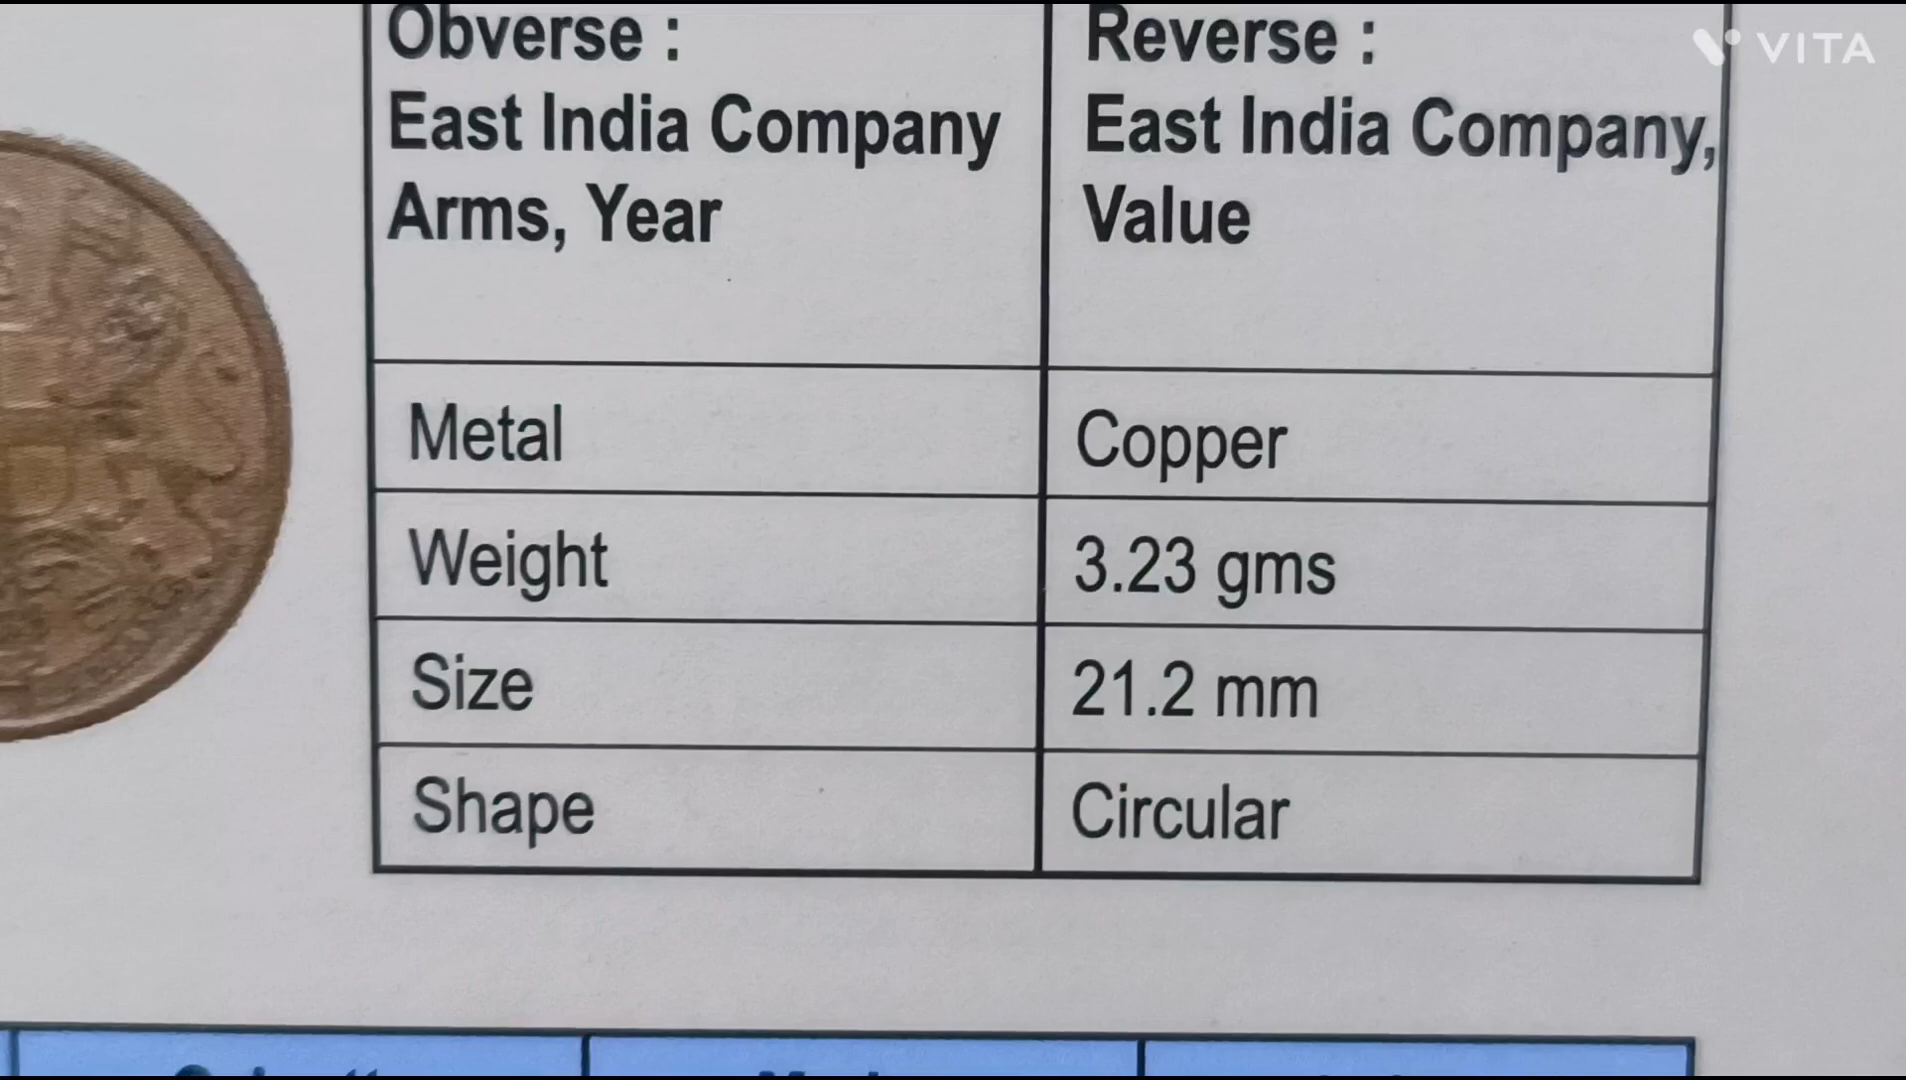 Obverse :
East India Company
Arms, Year
Reverse :
East India Company,
Value
Metal
Copper
Weight
3.23 gms
Size
21.2 mm
Shape
Circular
VITA